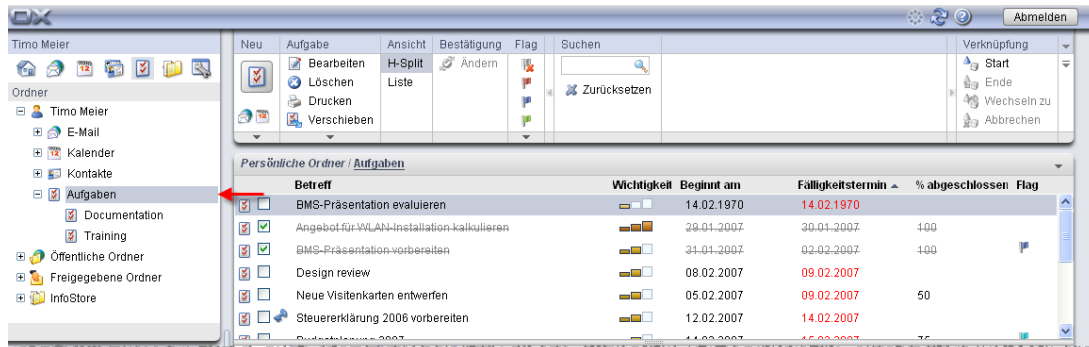 OX
Abmelden
Timo Meier
Ordner
Timo Meier
E-Mail
Kalender
Kontakte
Aufgaben
Documentation
Training
Öffentliche Ordner
Freigegebene Ordner
InfoStore
Neu Aufgabe Ansicht Bestätigung Flag Suchen Verknüpfung
Bearbeiten H-Split Ändern Start
Löschen Liste Zurücksetzen Ende
Drucken Wechseln zu
Verschieben Abbrechen
Persönliche Ordner / Aufgaben
Betreff Wichtigkeit Beginnt am Fälligkeitstermin % abgeschlossen Flag
BMS-Präsentation evaluieren 14.02.1970 14.02.1970
Angebot für WLAN-Installation kalkulieren 29.01.2007 30.01.2007 100
BMS-Präsentation vorbereiten 31.01.2007 02.02.2007 100
Design review 08.02.2007 09.02.2007
Neue Visitenkarten entwerfen 05.02.2007 09.02.2007 50
Steuererklärung 2006 vorbereiten 12.02.2007 14.02.2007